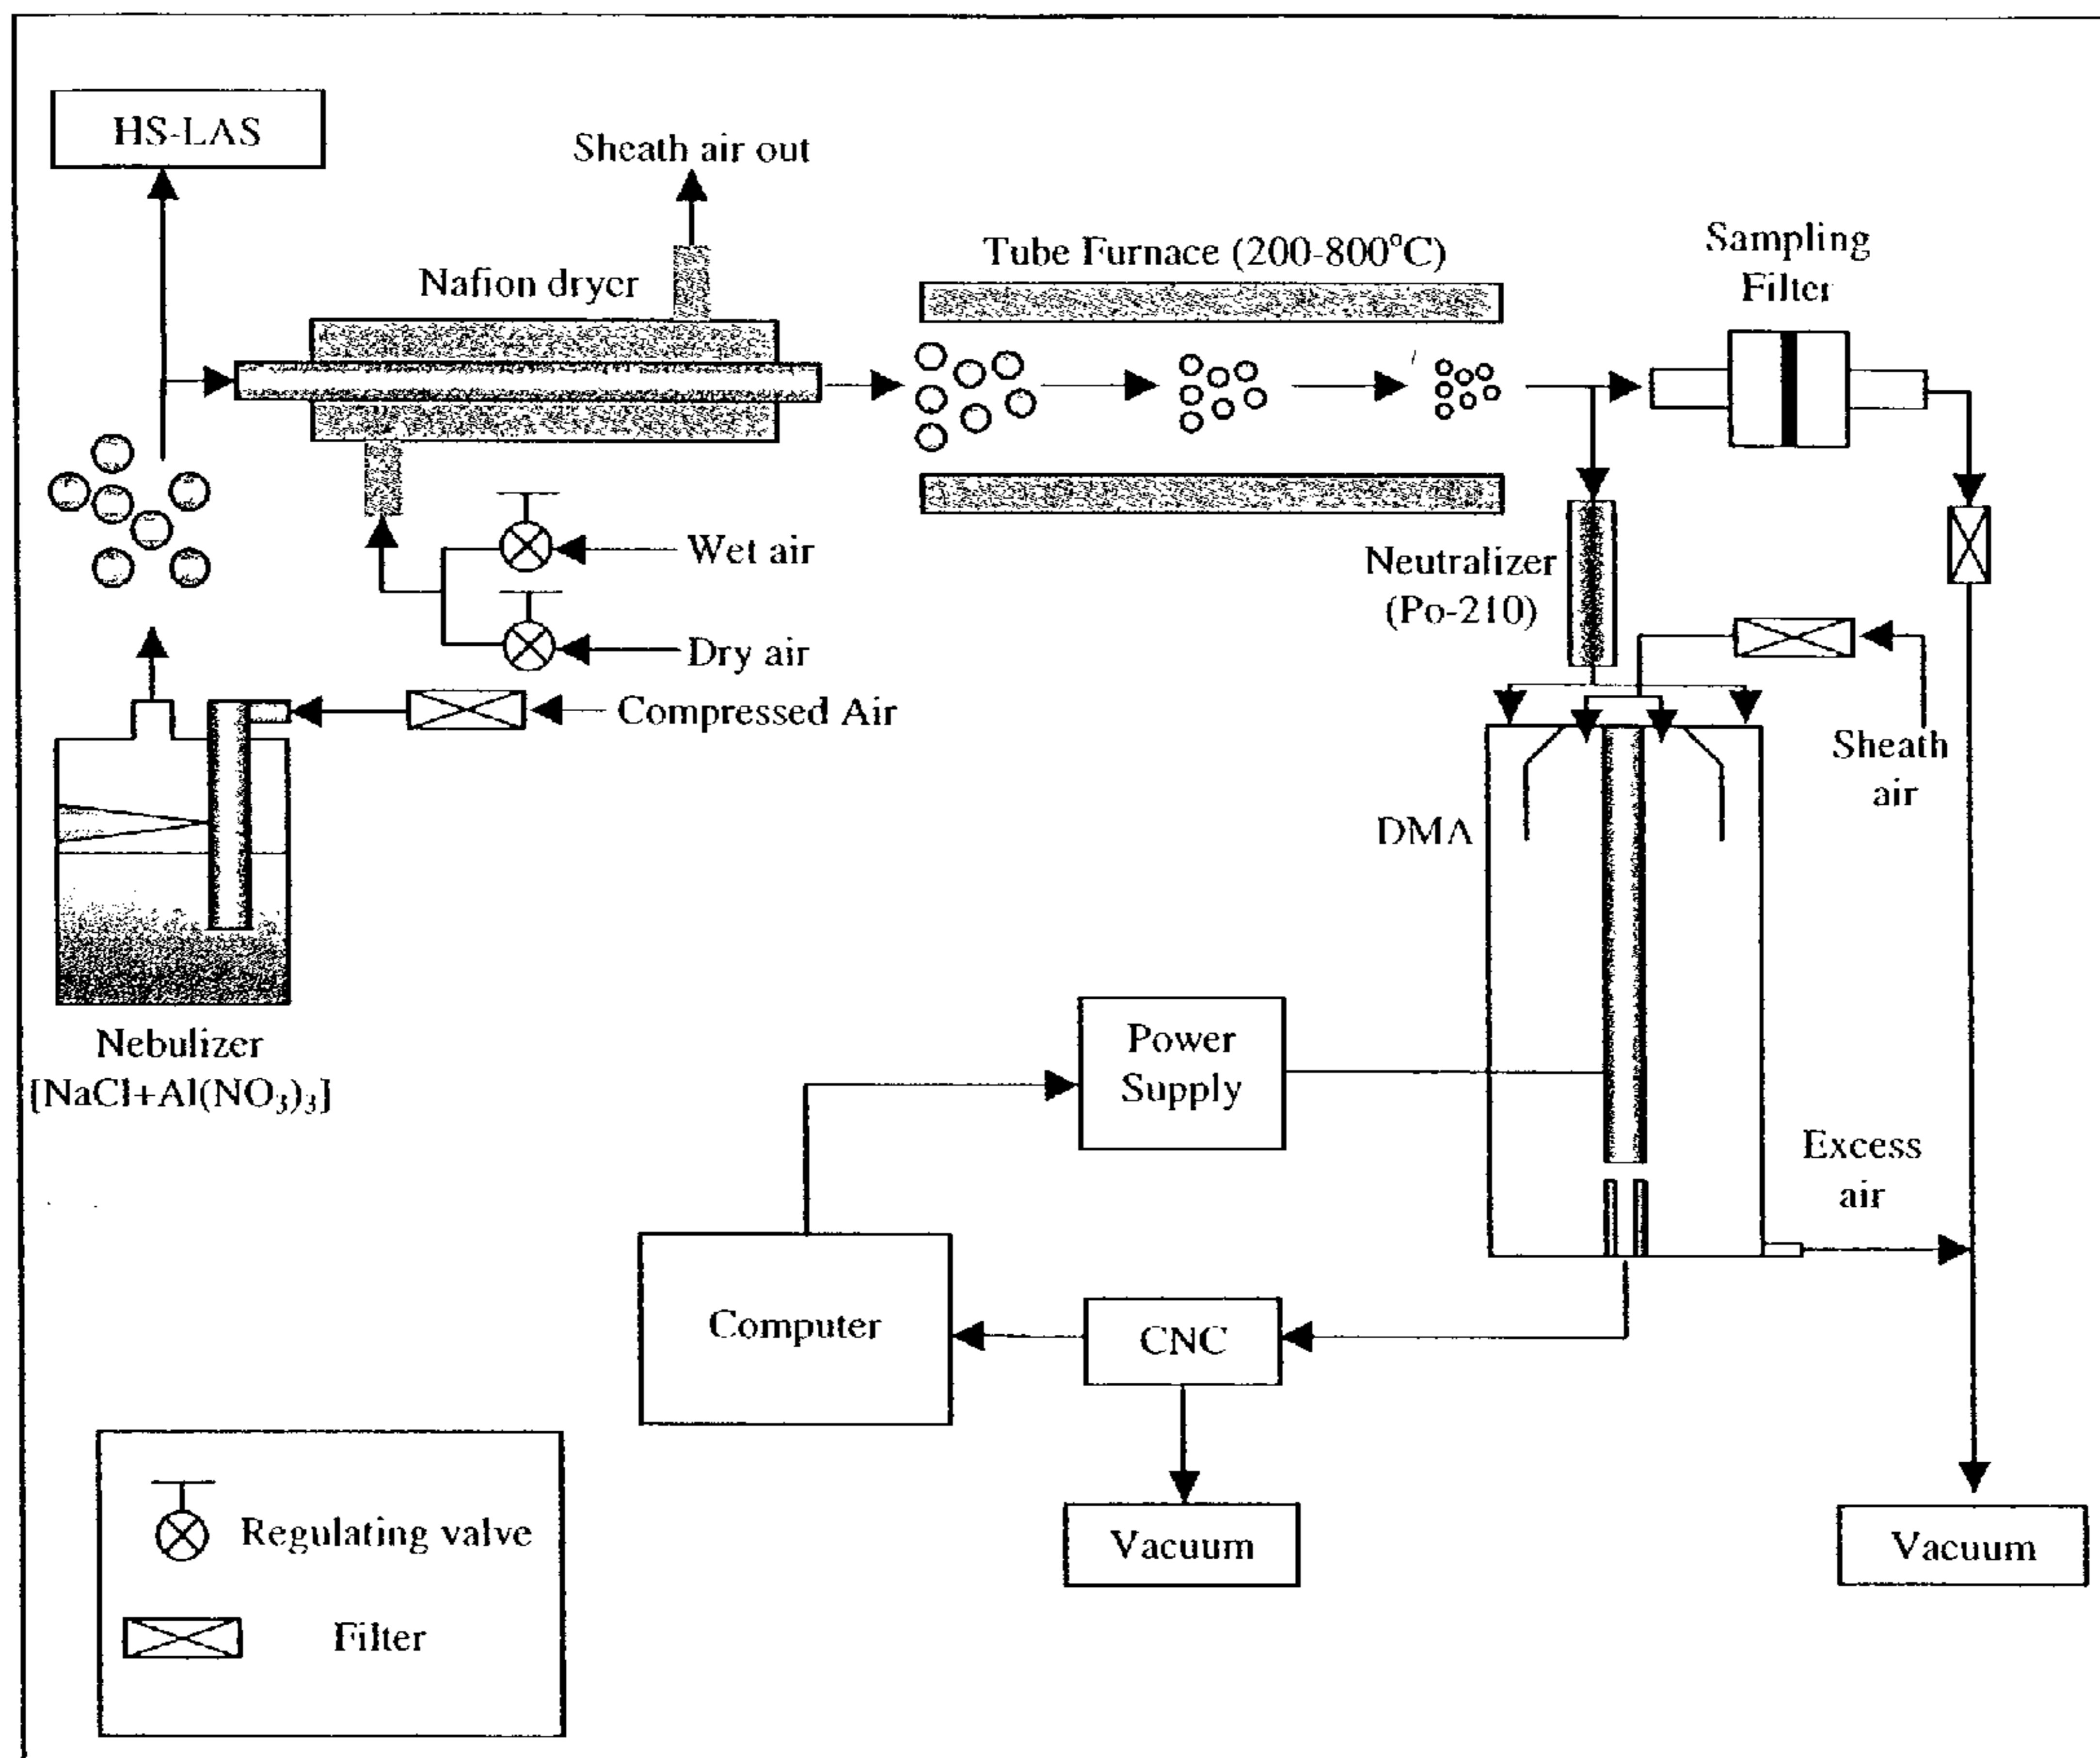 HS-LAS
Sheath air out
Nafion dryer
Tube Furnace (200-800°C)
Sampling
Filter
Wet air
Dry air
Compressed Air
Neutralizer
(Po-210)
Sheath
air
DMA
Nebulizer
[NaCl+Al(NO₃)₃]
Power
Supply
Excess
air
Computer
CNC
Vacuum
Vacuum
Regulating valve
Filter